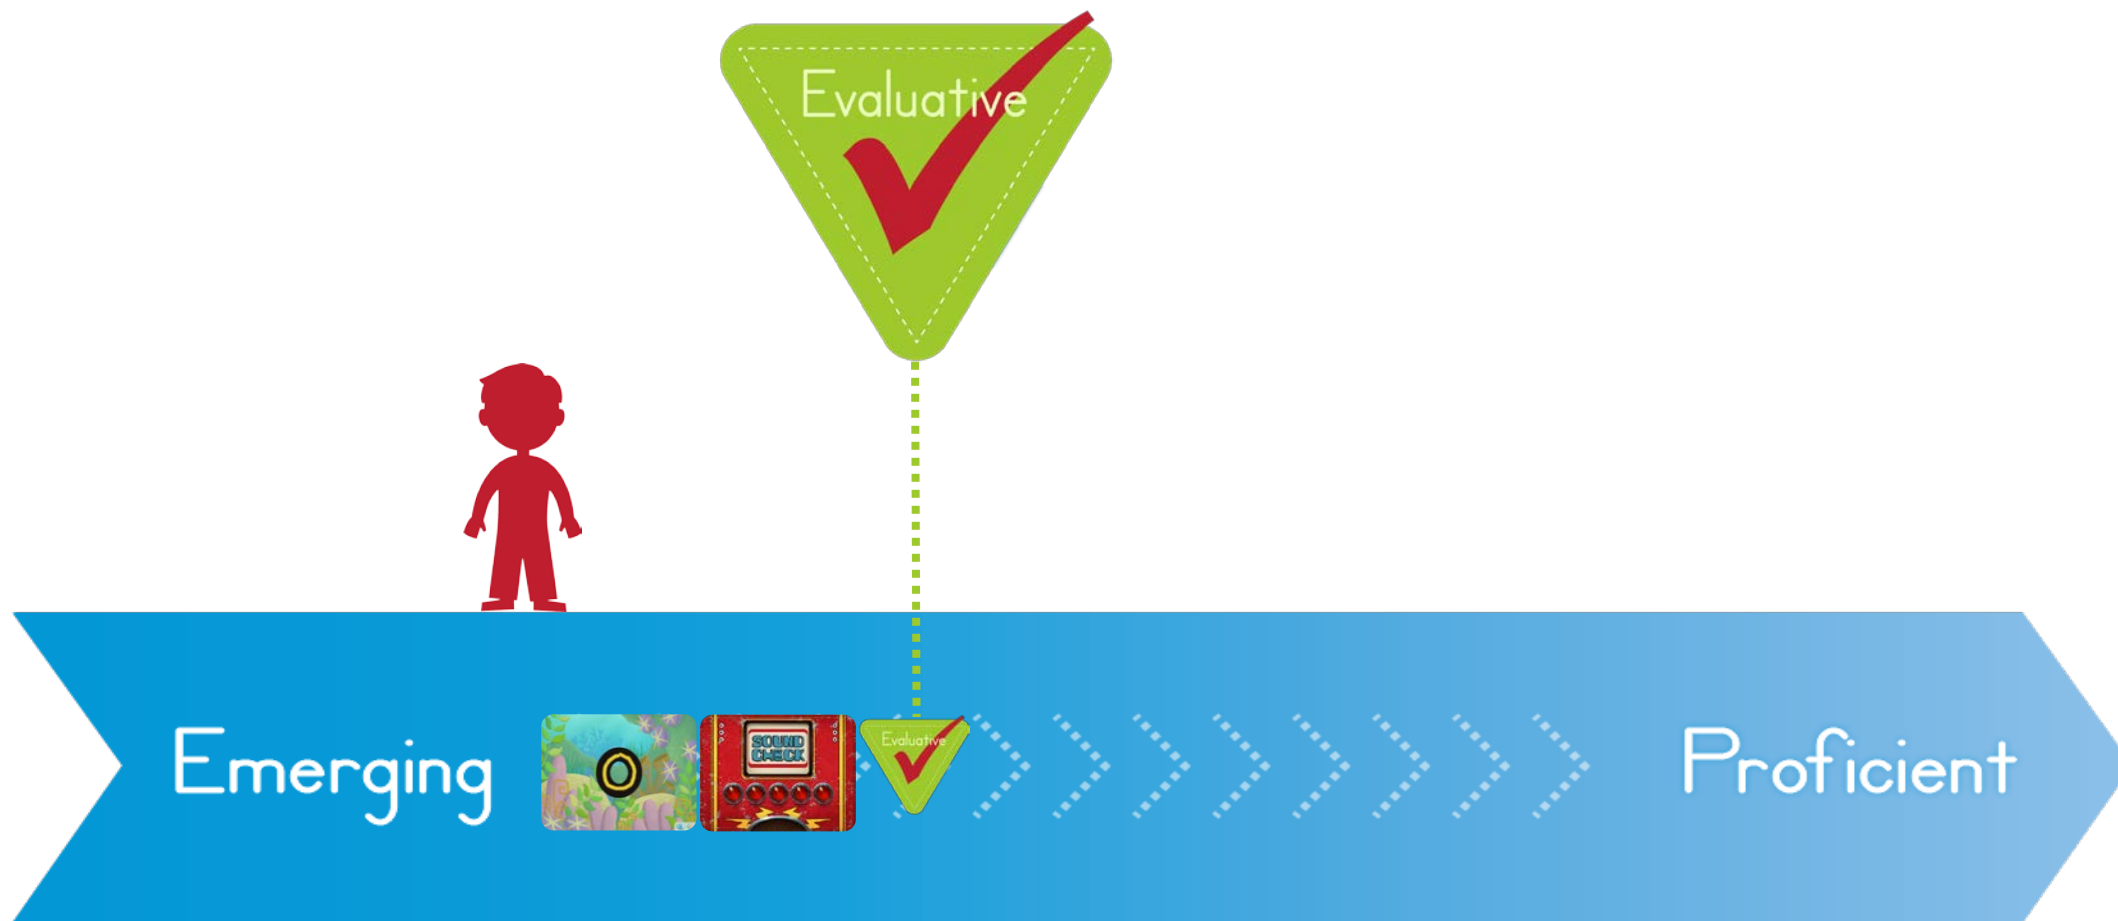 Evaluative
Emerging
SOUND
CHECK
Evaluative
Proficient